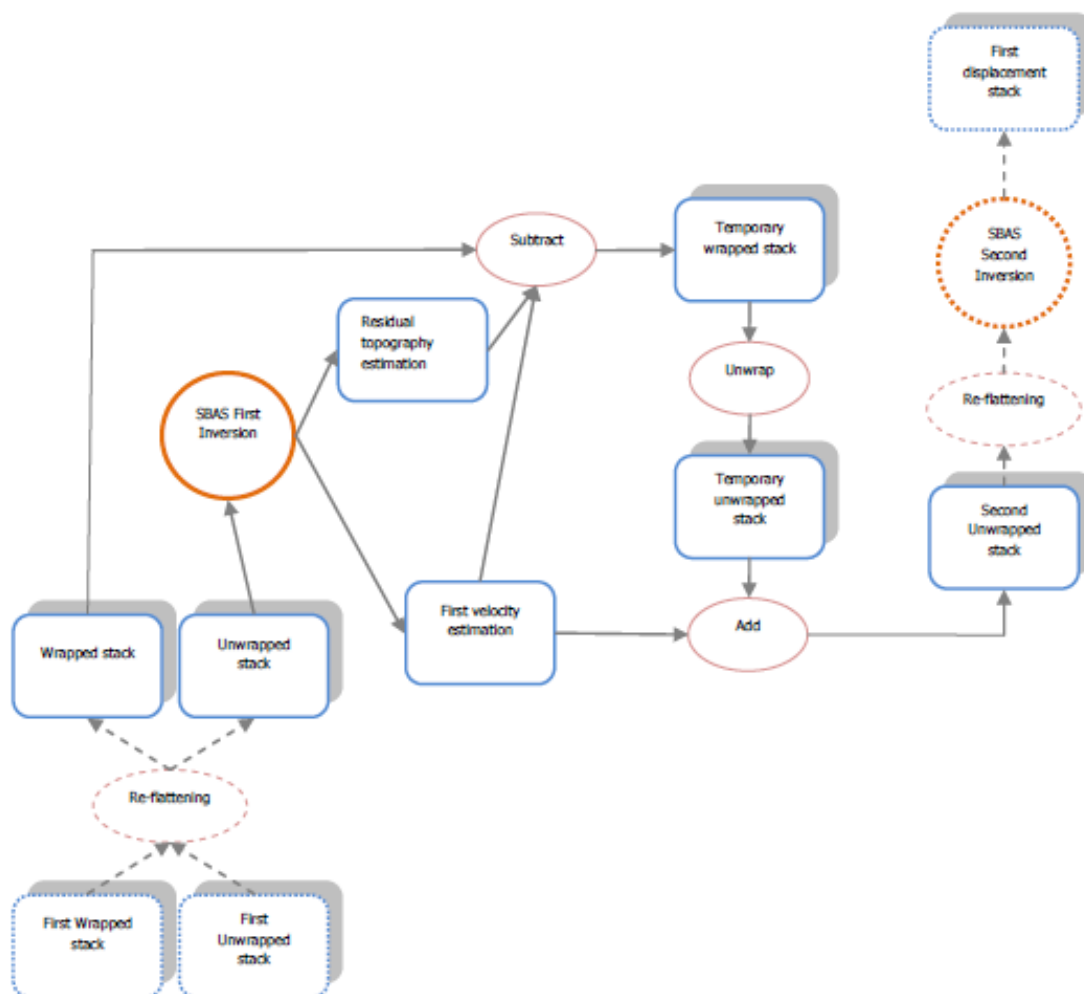 First
displacement
stack
SBAS
Second
Inversion
Subtract
Temporary
wrapped stack
Residual
topography
estimation
Unwrap
Re-flattening
SBAS First
Inversion
Temporary
unwrapped
stack
Second
Unwrapped
stack
First velocity
estimation
Add
Wrapped stack
Unwrapped
stack
Re-flattening
First Wrapped
stack
First
Unwrapped
stack